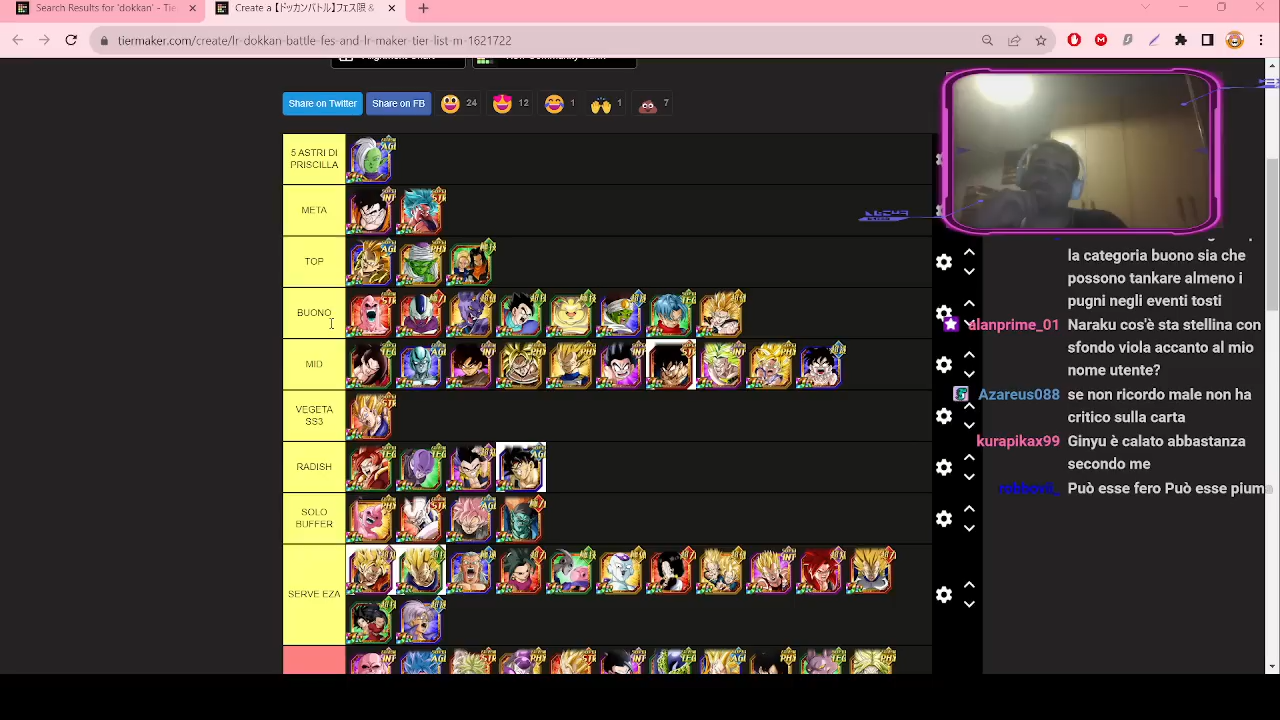 Search Results for 'dokkan' - Tie
Create a 【ドッカンバトル】フェス限 &
tiermaker.com/create/lr-dokkan-battle-fes-and-lr-maker-tier-list-m-1621722
Share on Twitter
Share on FB
24
12
1
1
7
5 ASTRI DI
PRISCILLA
META
TOP
BUONO
MID
VEGETA
SS3
RADISH
SOLO
BUFFER
SERVE EZA
la categoria buono sia che
possono tankare almeno i
pugni negli eventi tosti
alanprime_01 Naraku cos'è sta stellina con
sfondo viola accanto al mio
nome utente?
Azareus088 se non ricordo male non ha
critico sulla carta
kurapikax99 Ginyu è calato abbastanza
secondo me
Può esse fero Può esse pium